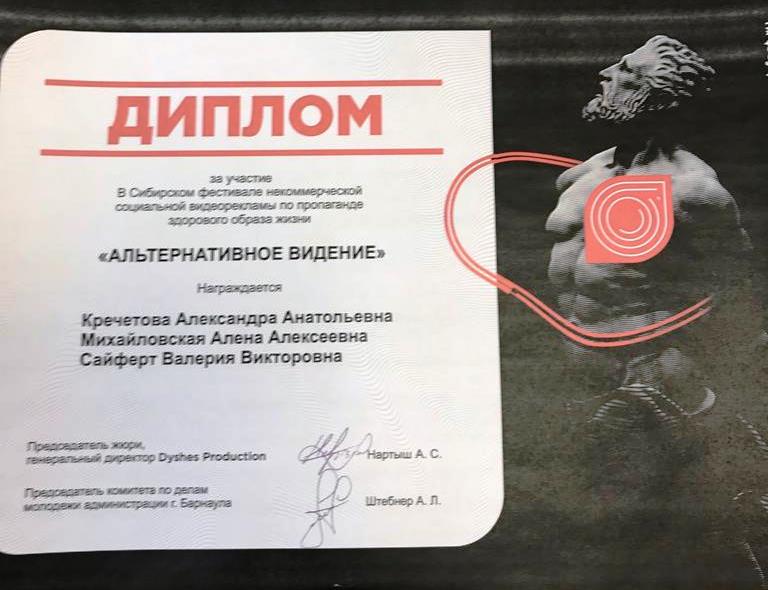 ДИПЛОМ
за участие
В Сибирском фестивале некоммерческой
социальной видеорекламы по пропаганде
здорового образа жизни
«АЛЬТЕРНАТИВНОЕ ВИДЕНИЕ»
Награждается
Кречетова Александра Анатольевна
Михайловская Алена Алексеевна
Сайферт Валерия Викторовна
Председатель жюри,
генеральный директор Dyshes Production
Нартыш А. С.
Председатель комитета по делам
молодежи администрации г. Барнаула
Штебнер А. Л.